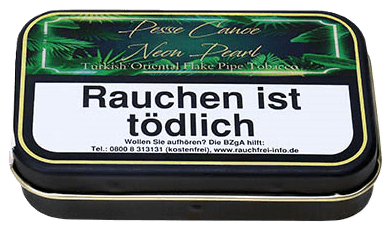 Pesse Canoe
Neon Pearl
Turkish Oriental Flake Pipe Tobacco
Rauchen ist
tödlich
Wollen Sie aufhören? Die BZgA hilft:
Tel.: 0800 8 313131 (kostenfrei), www.rauchfrei-info.de